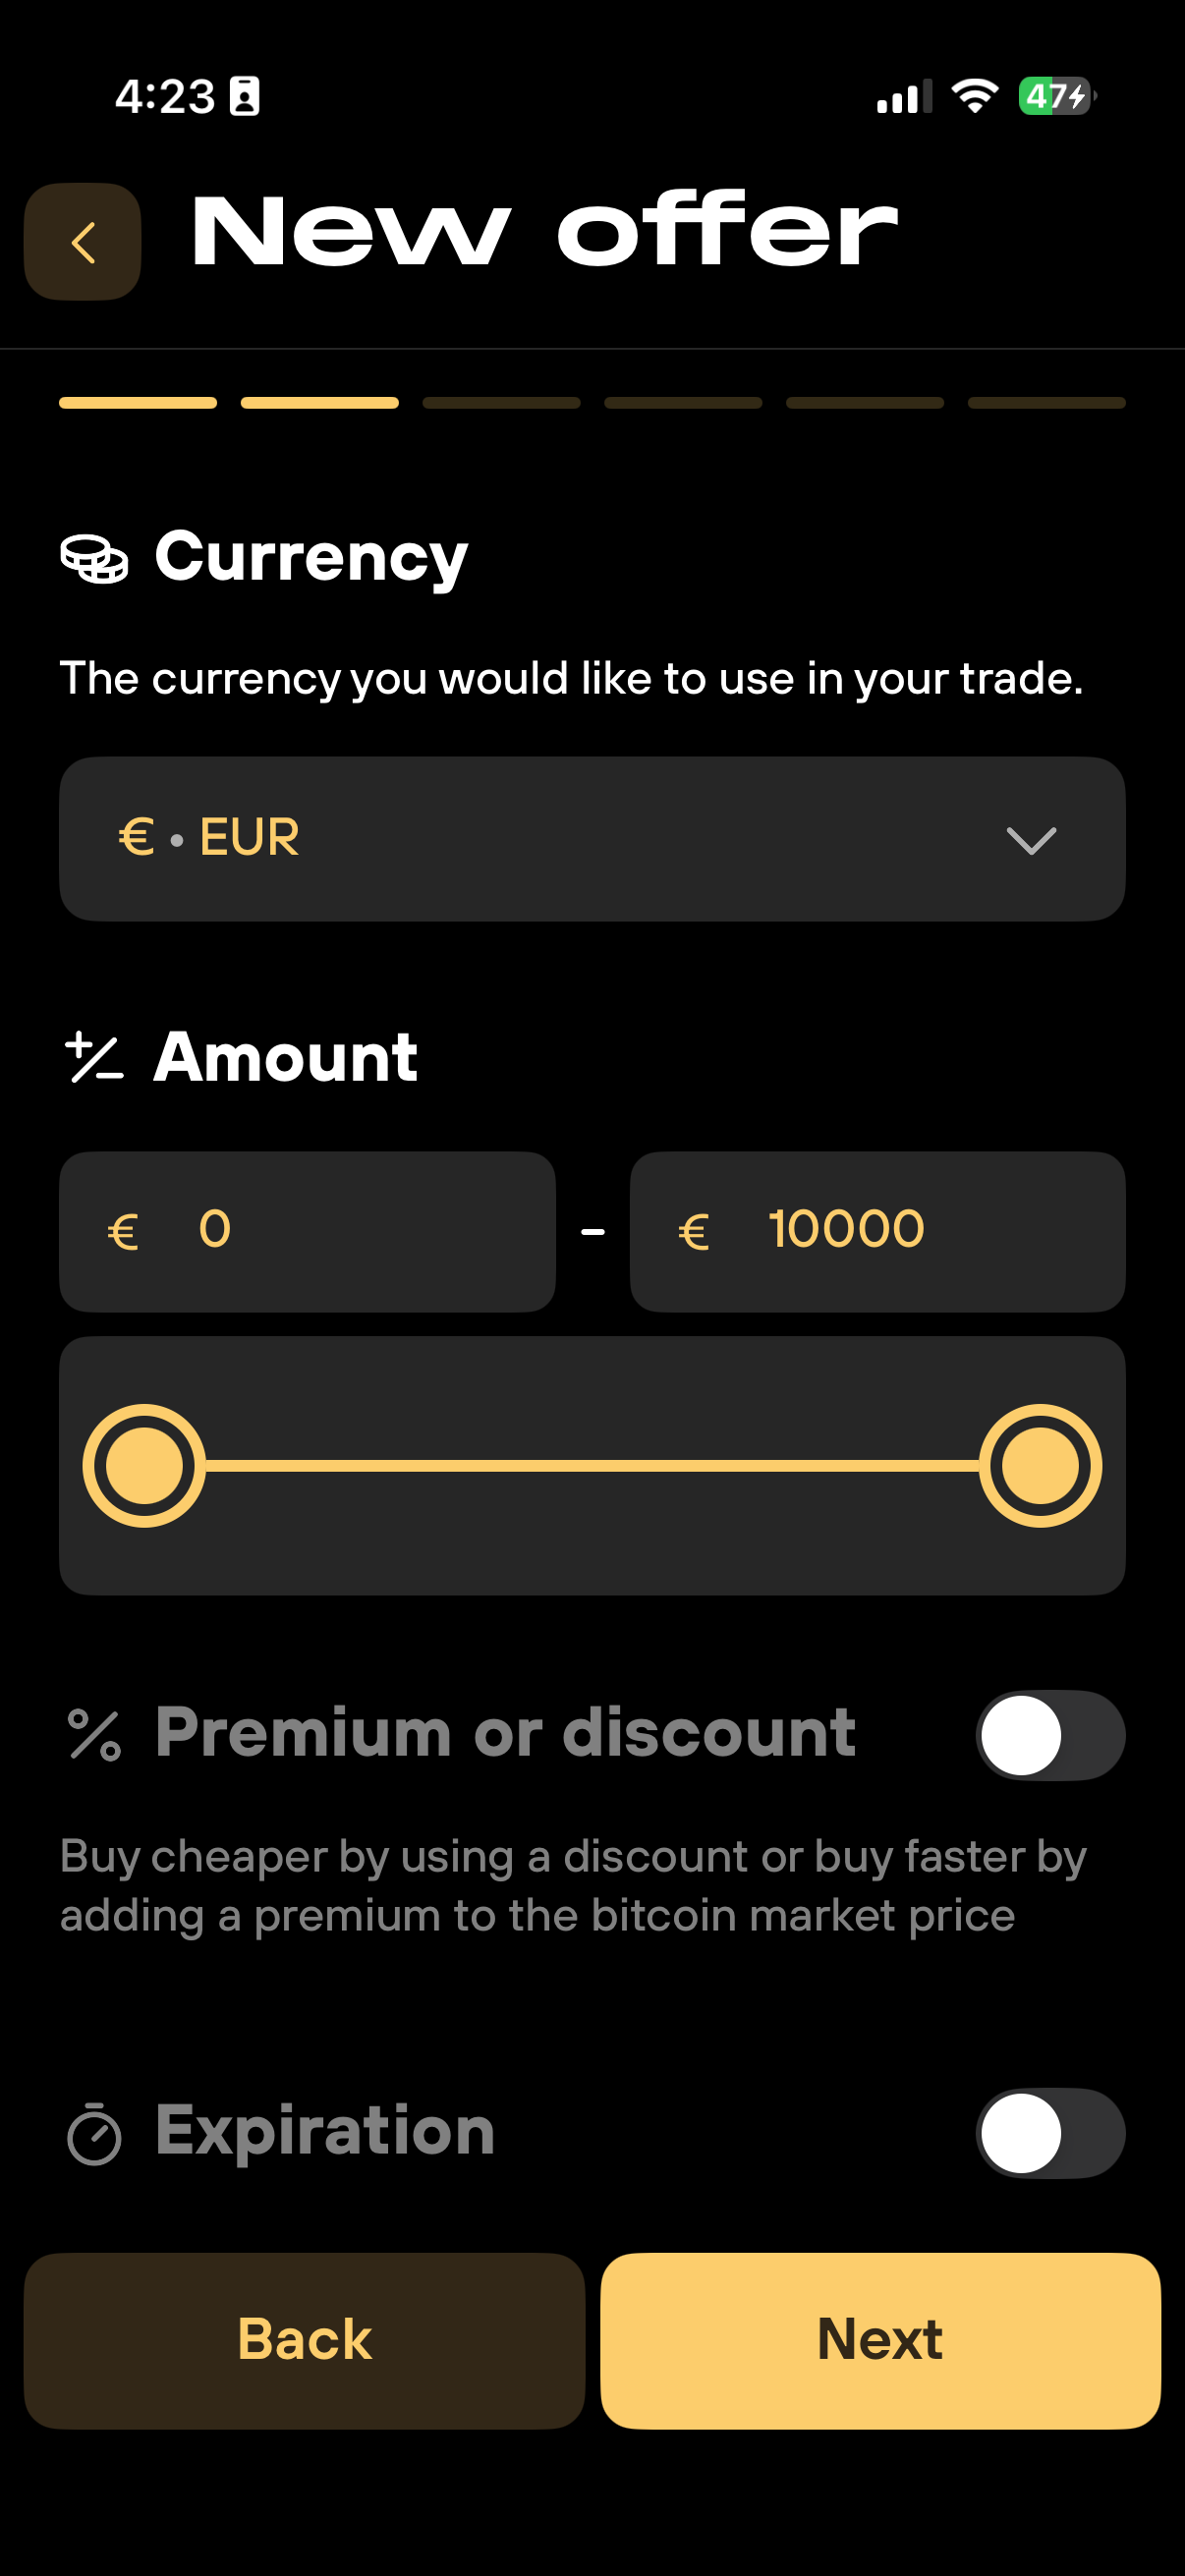 4:23
47
New offer
Currency
The currency you would like to use in your trade.
€ • EUR
Amount
€ 0 - € 10000
Premium or discount
Buy cheaper by using a discount or buy faster by
adding a premium to the bitcoin market price
Expiration
Back
Next